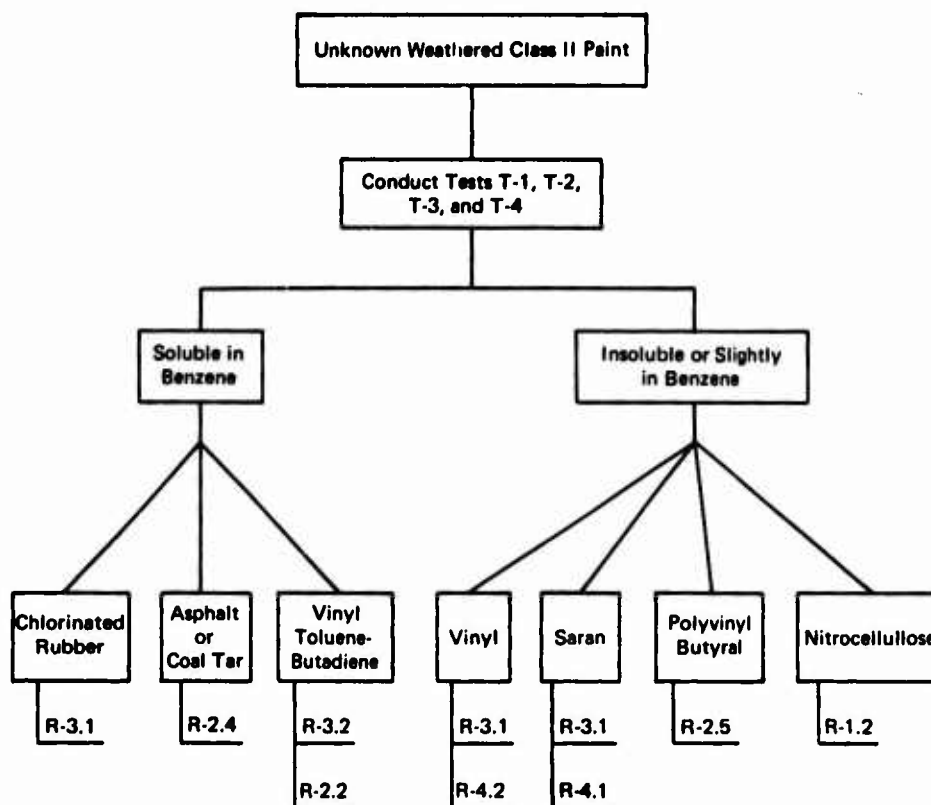 Unknown Weathered Class II Paint
Conduct Tests T-1, T-2,
T-3, and T-4
Soluble in
Benzene
Insoluble or Slightly
in Benzene
Chlorinated
Rubber
Asphalt
or
Coal Tar
Vinyl
Toluene-
Butadiene
Vinyl
Saran
Polyvinyl
Butyral
Nitrocellullose
R-3.1
R-2.4
R-3.2
R-3.1
R-3.1
R-2.5
R-1.2
R-2.2
R-4.2
R-4.1